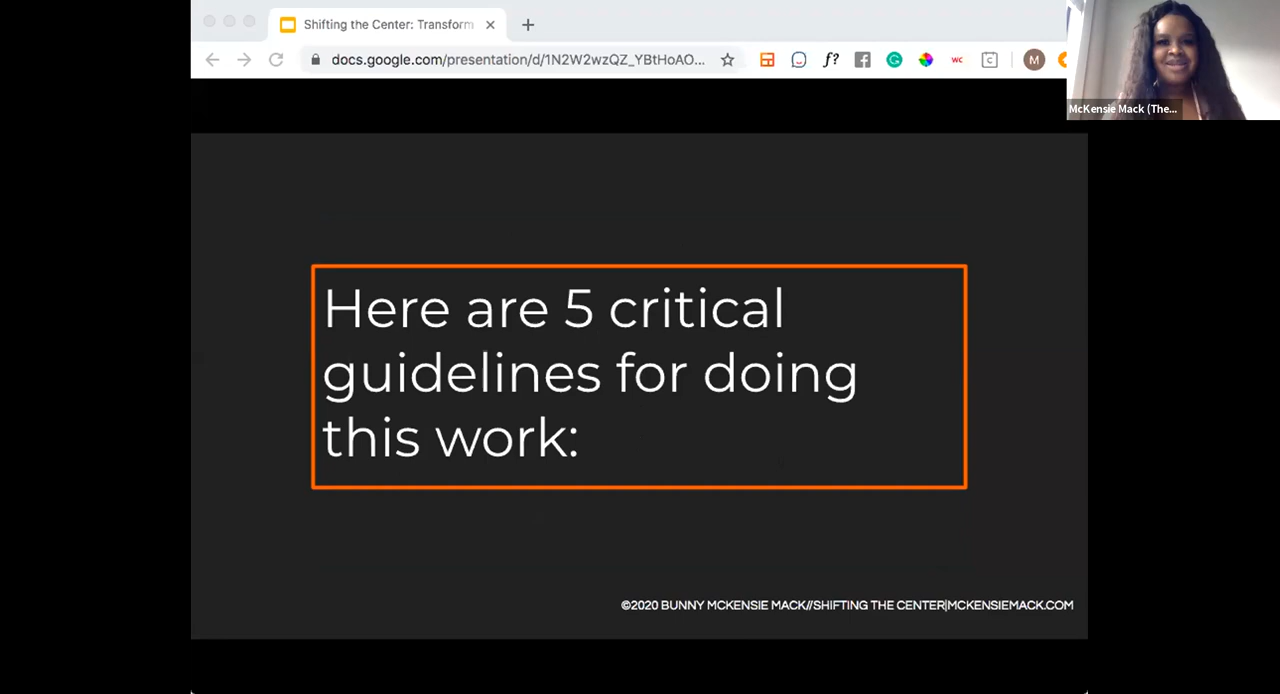 Shifting the Center: Transform
docs.google.com/presentation/d/1N2W2wzQZ_YBtHoAO...
f?
WC
C
M
McKensie Mack (The...
Here are 5 critical
guidelines for doing
this work:
©2020 BUNNY MCKENSIE MACK//SHIFTING THE CENTER|MCKENSIEMACK.COM